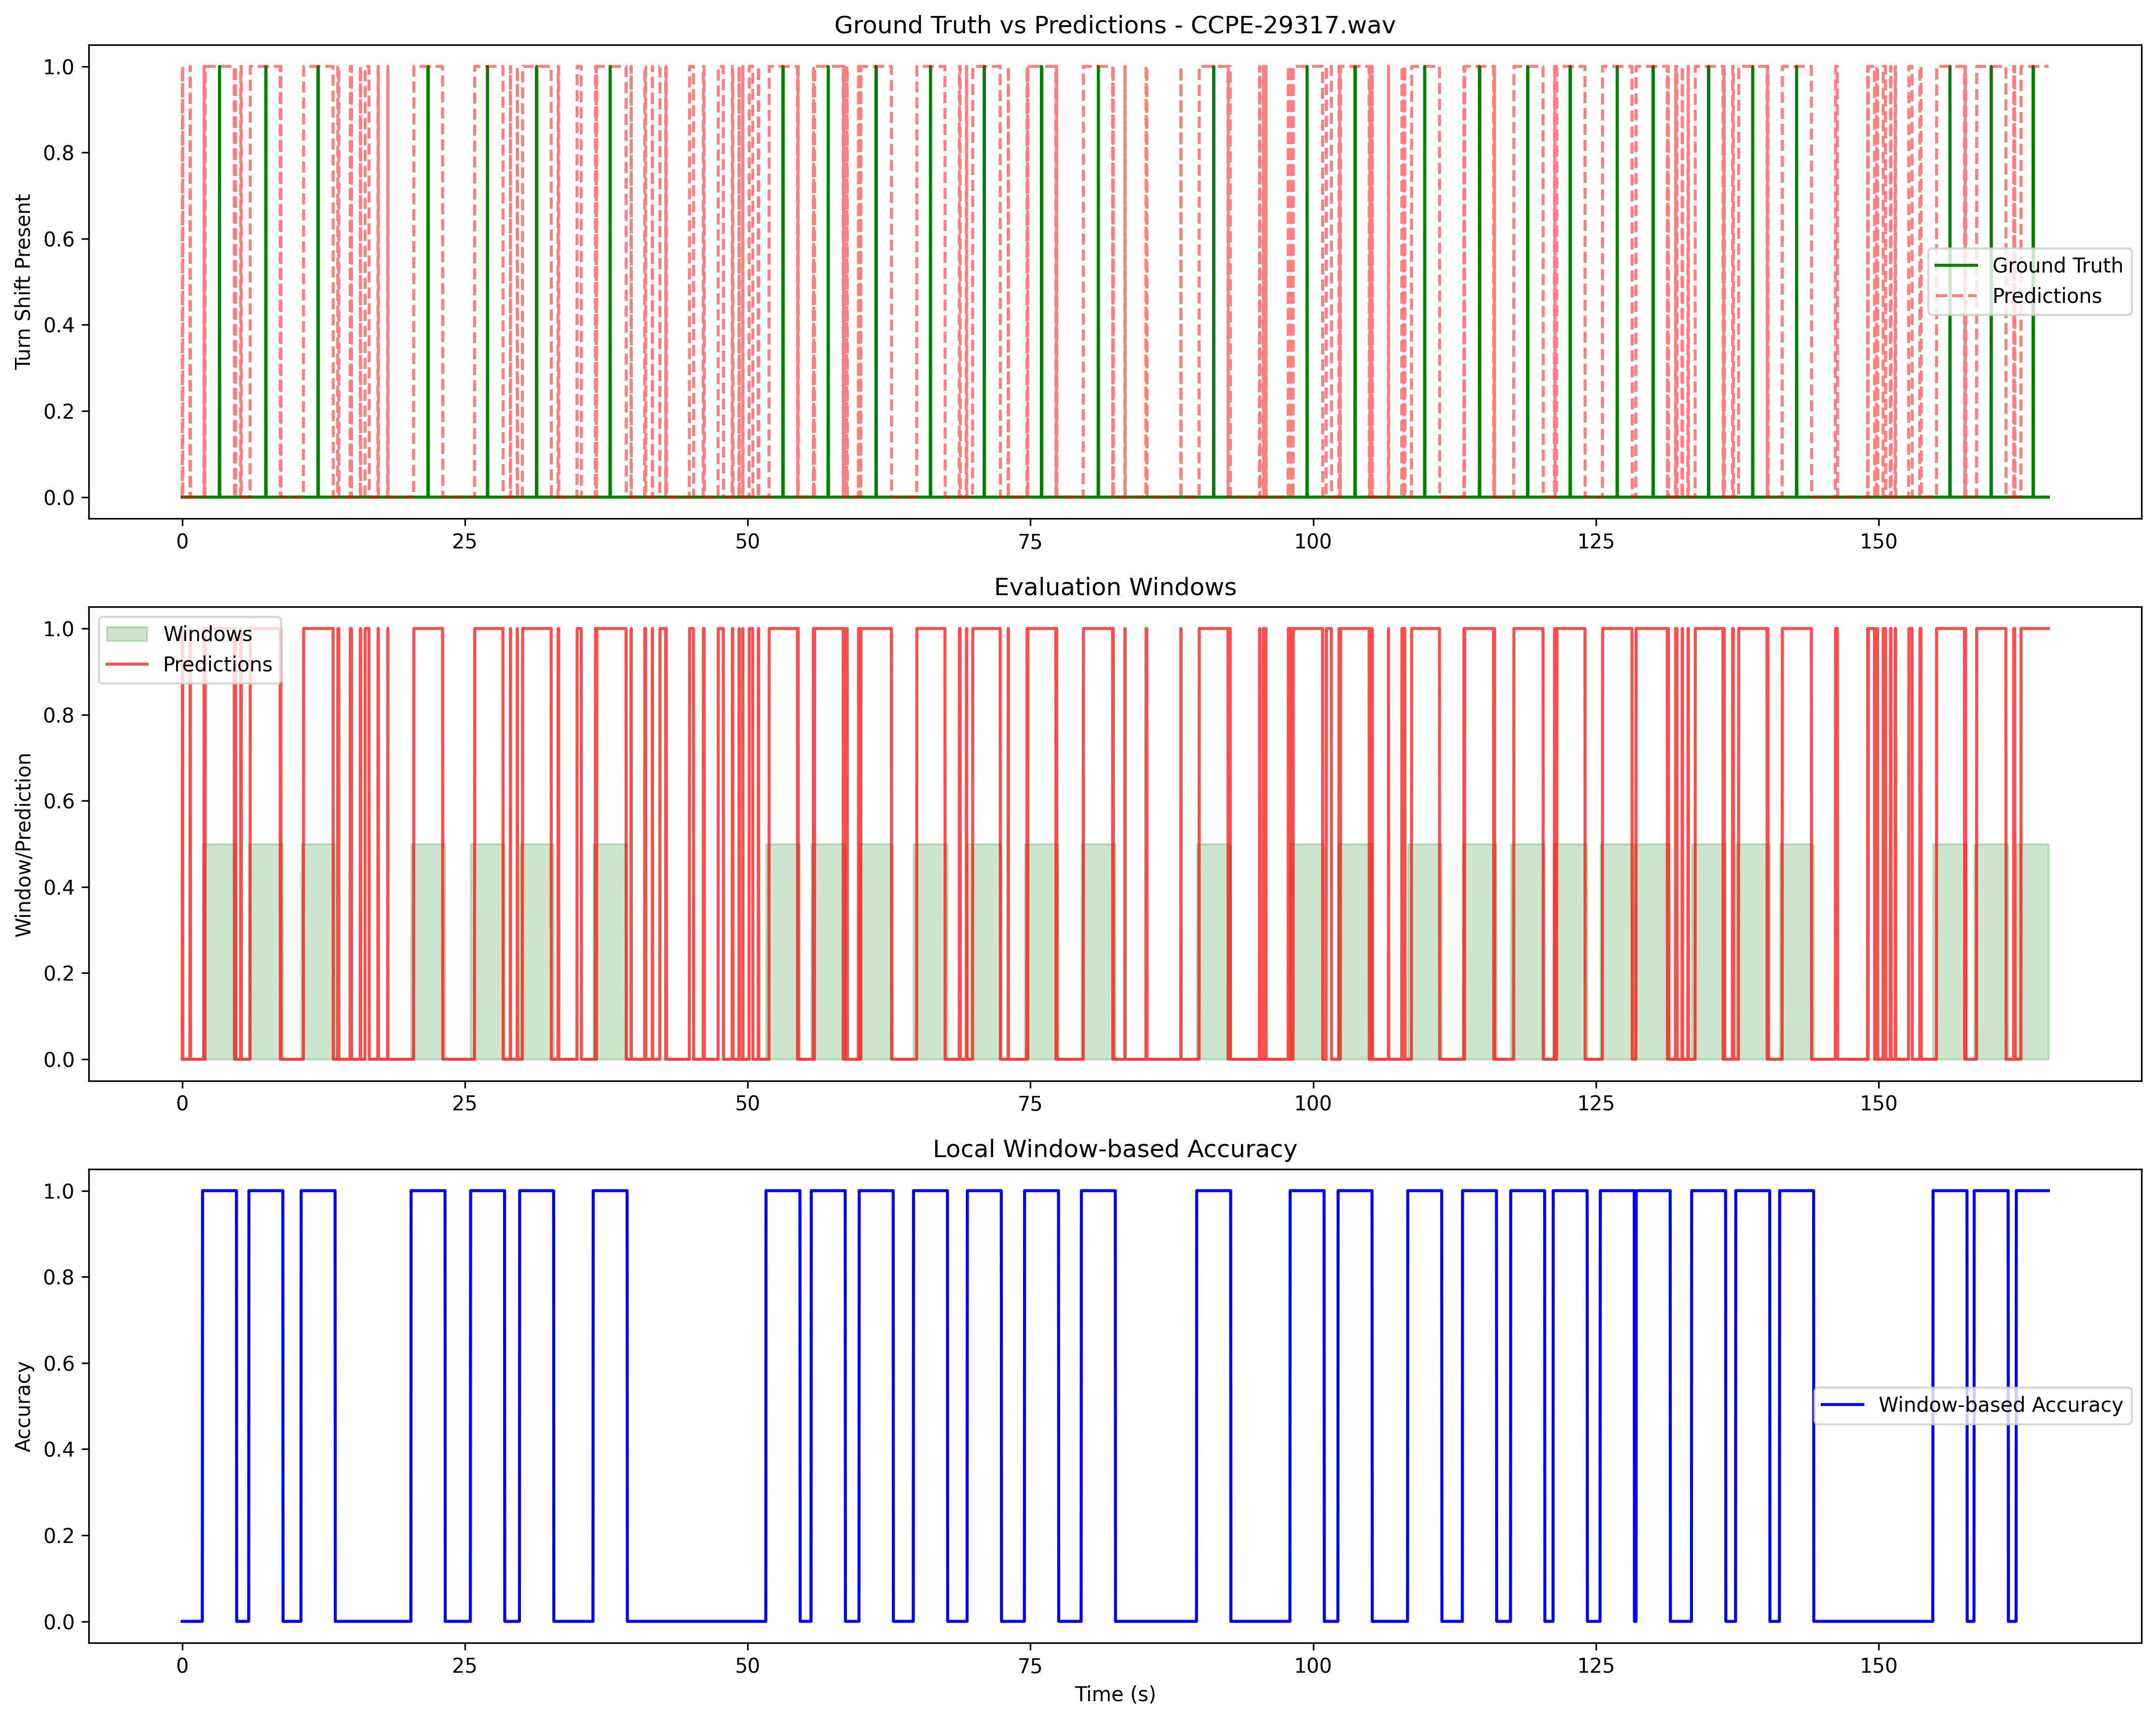 Ground Truth vs Predictions - CCPE-29317.wav
1.0
0.8
0.6
0.4
0.2
0.0
Turn Shift Present
Ground Truth
Predictions
0 25 50 75 100 125 150
Evaluation Windows
1.0
0.8
0.6
0.4
0.2
0.0
Window/Prediction
Windows
Predictions
0 25 50 75 100 125 150
Local Window-based Accuracy
1.0
0.8
0.6
0.4
0.2
0.0
Accuracy
Window-based Accuracy
0 25 50 75 100 125 150
Time (s)